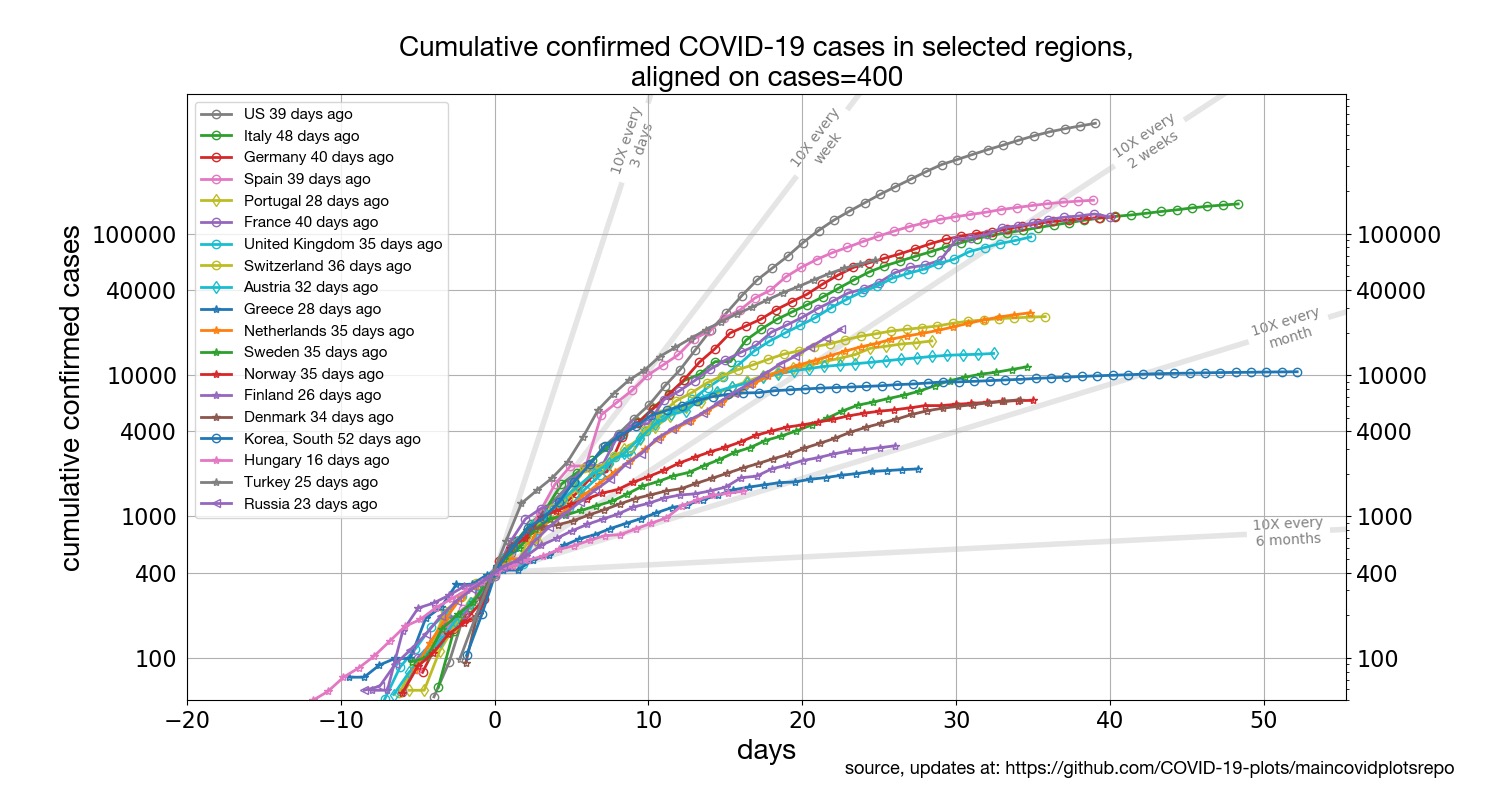 Cumulative confirmed COVID-19 cases in selected regions,
aligned on cases=400
US 39 days ago
Italy 48 days ago
Germany 40 days ago
Spain 39 days ago
Portugal 28 days ago
France 40 days ago
United Kingdom 35 days ago
Switzerland 36 days ago
Austria 32 days ago
Greece 28 days ago
Netherlands 35 days ago
Sweden 35 days ago
Norway 35 days ago
Finland 26 days ago
Denmark 34 days ago
Korea, South 52 days ago
Hungary 16 days ago
Turkey 25 days ago
Russia 23 days ago
10X every
3 days
10X every
week
10X every
2 weeks
10X every
month
10X every
6 months
cumulative confirmed cases
100000
40000
10000
4000
1000
400
100
100000
40000
10000
4000
1000
400
100
−20
−10
0
10
20
30
40
50
days
source, updates at: https://github.com/COVID-19-plots/maincovidplotsrepo